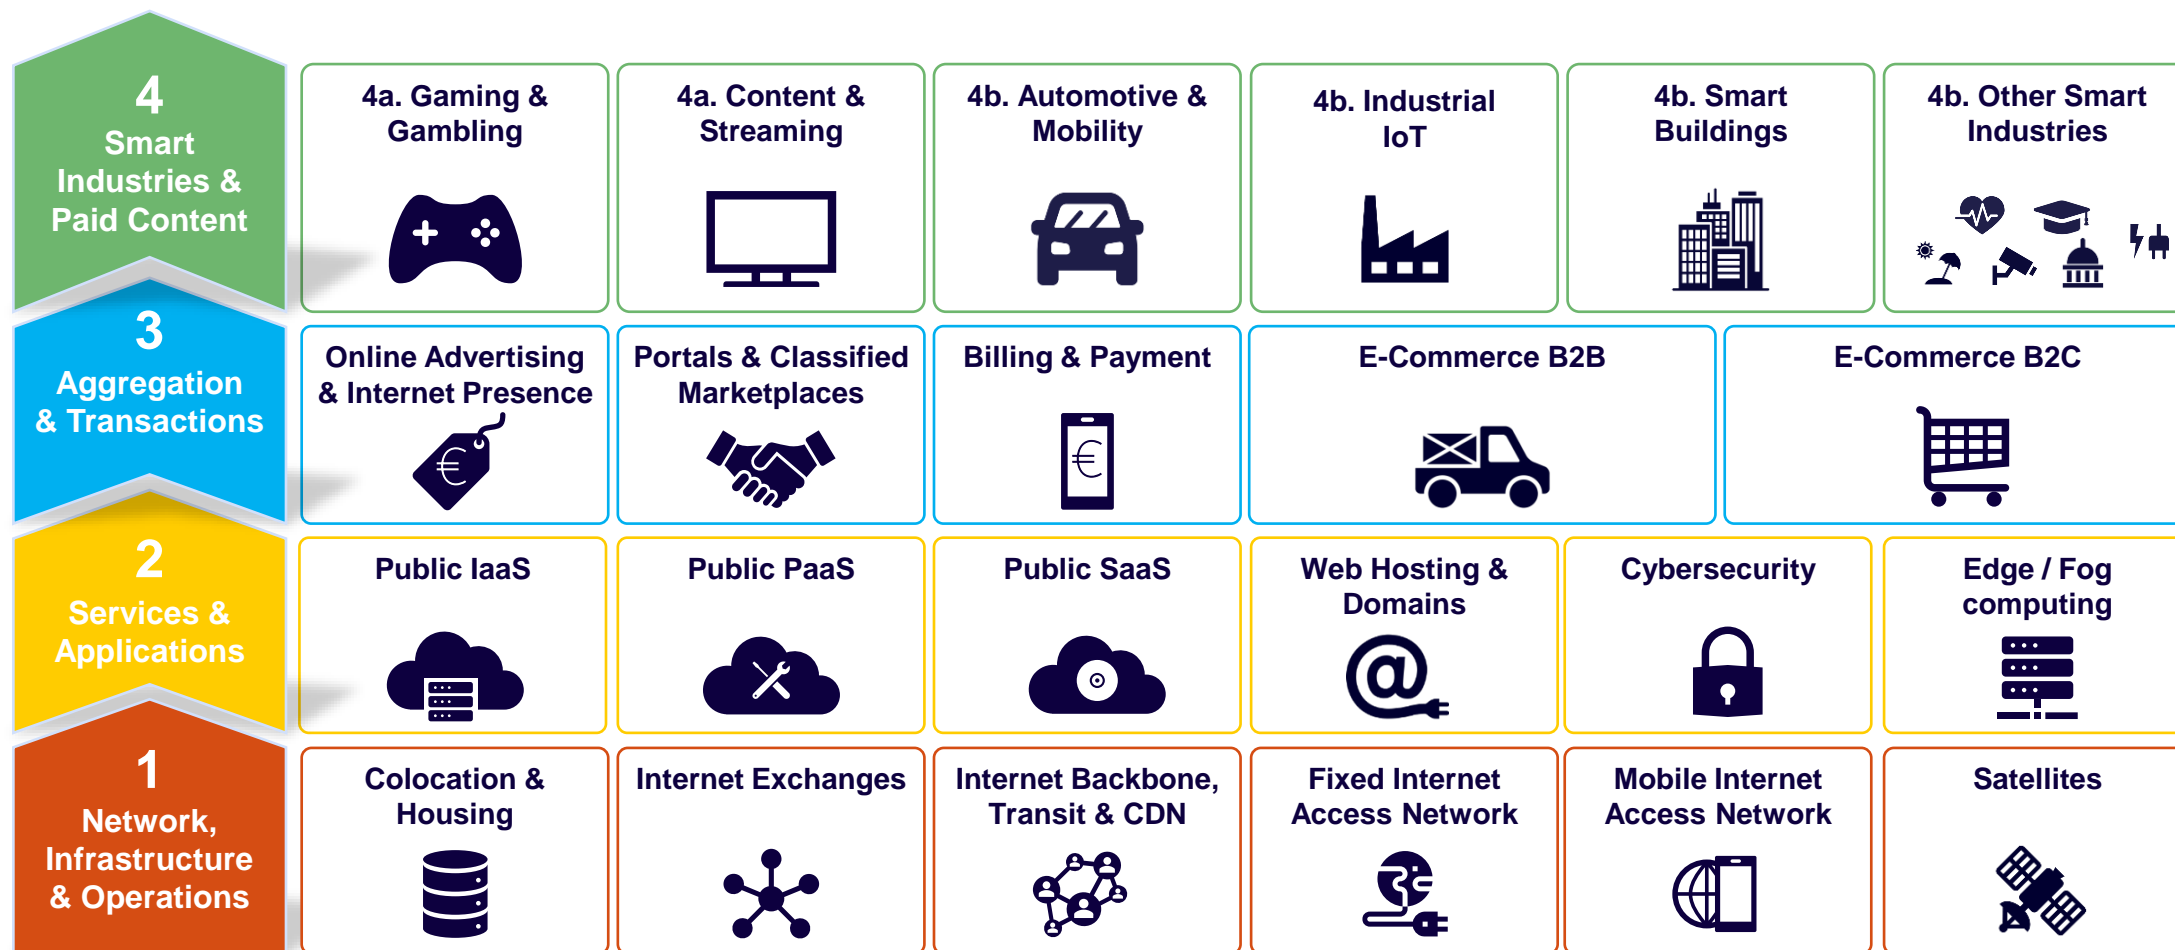 4
Smart
Industries &
Paid Content
4a. Gaming &
Gambling
4a. Content &
Streaming
4b. Automotive &
Mobility
4b. Industrial
IoT
4b. Smart
Buildings
4b. Other Smart
Industries
3
Aggregation
& Transactions
Online Advertising
& Internet Presence
€
Portals & Classified
Marketplaces
Billing & Payment
€
E-Commerce B2B
E-Commerce B2C
2
Services &
Applications
Public IaaS
Public PaaS
Public SaaS
Web Hosting &
Domains
@
Cybersecurity
Edge / Fog
computing
1
Network,
Infrastructure
& Operations
Colocation &
Housing
Internet Exchanges
Internet Backbone,
Transit & CDN
Fixed Internet
Access Network
Mobile Internet
Access Network
Satellites